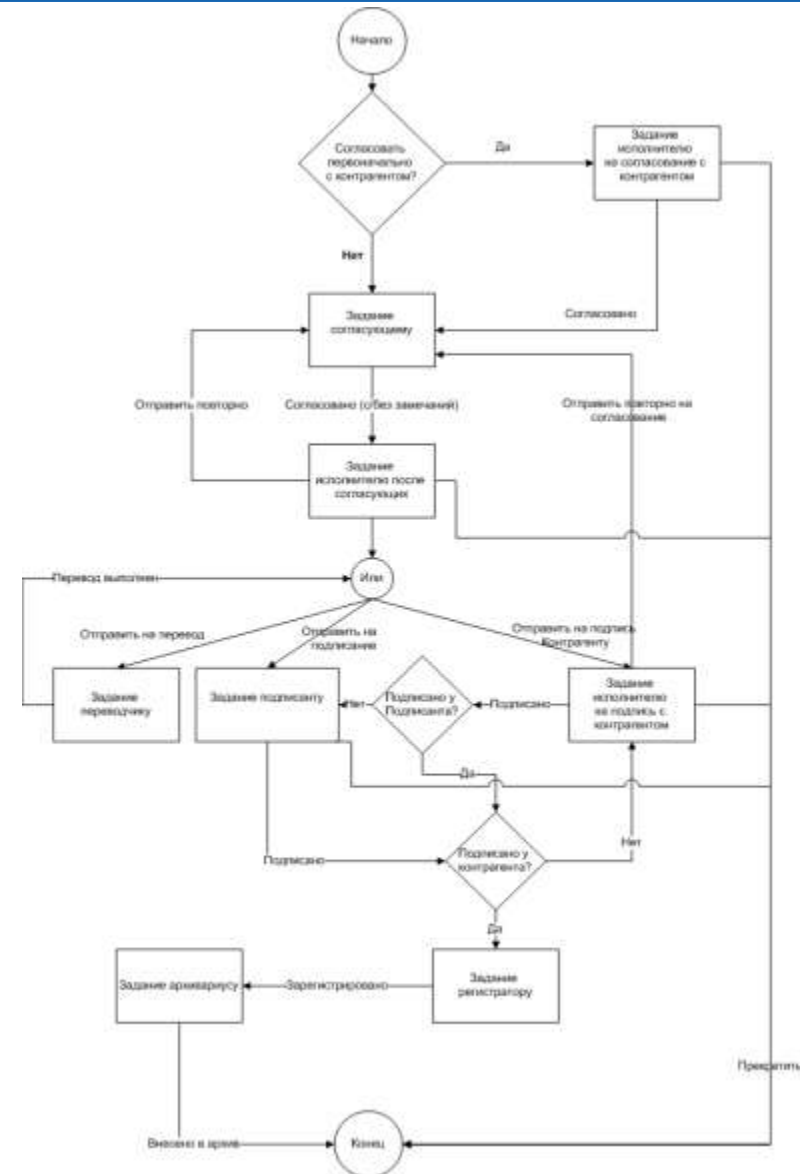 Начало
Согласовать
первоначально
с контрагентом?
Да
Задание
исполнителю
на согласование с
контрагентом
Нет
Задание
согласующиму
Согласовано
Отправить повторно
Согласовано (с/без замечаний)
Отправить повторно на
согласование
Задание
исполнителю после
согласующих
Перевод выполнен
Или
Отправить на перевод
Отправить на
подписание
Отправить на подпись
Контрагенту
Задание
переводчику
Задание подписанту
Нет
Подписано у
Подписанта?
Подписано
Задание
исполнителю
на подпись с
контрагентом
Да
Подписано
Подписано у
контрагента?
Нет
Да
Задание архивариусу
Зарегистрировано
Задание
регистратору
Прекратить
Внесено в архив
Конец